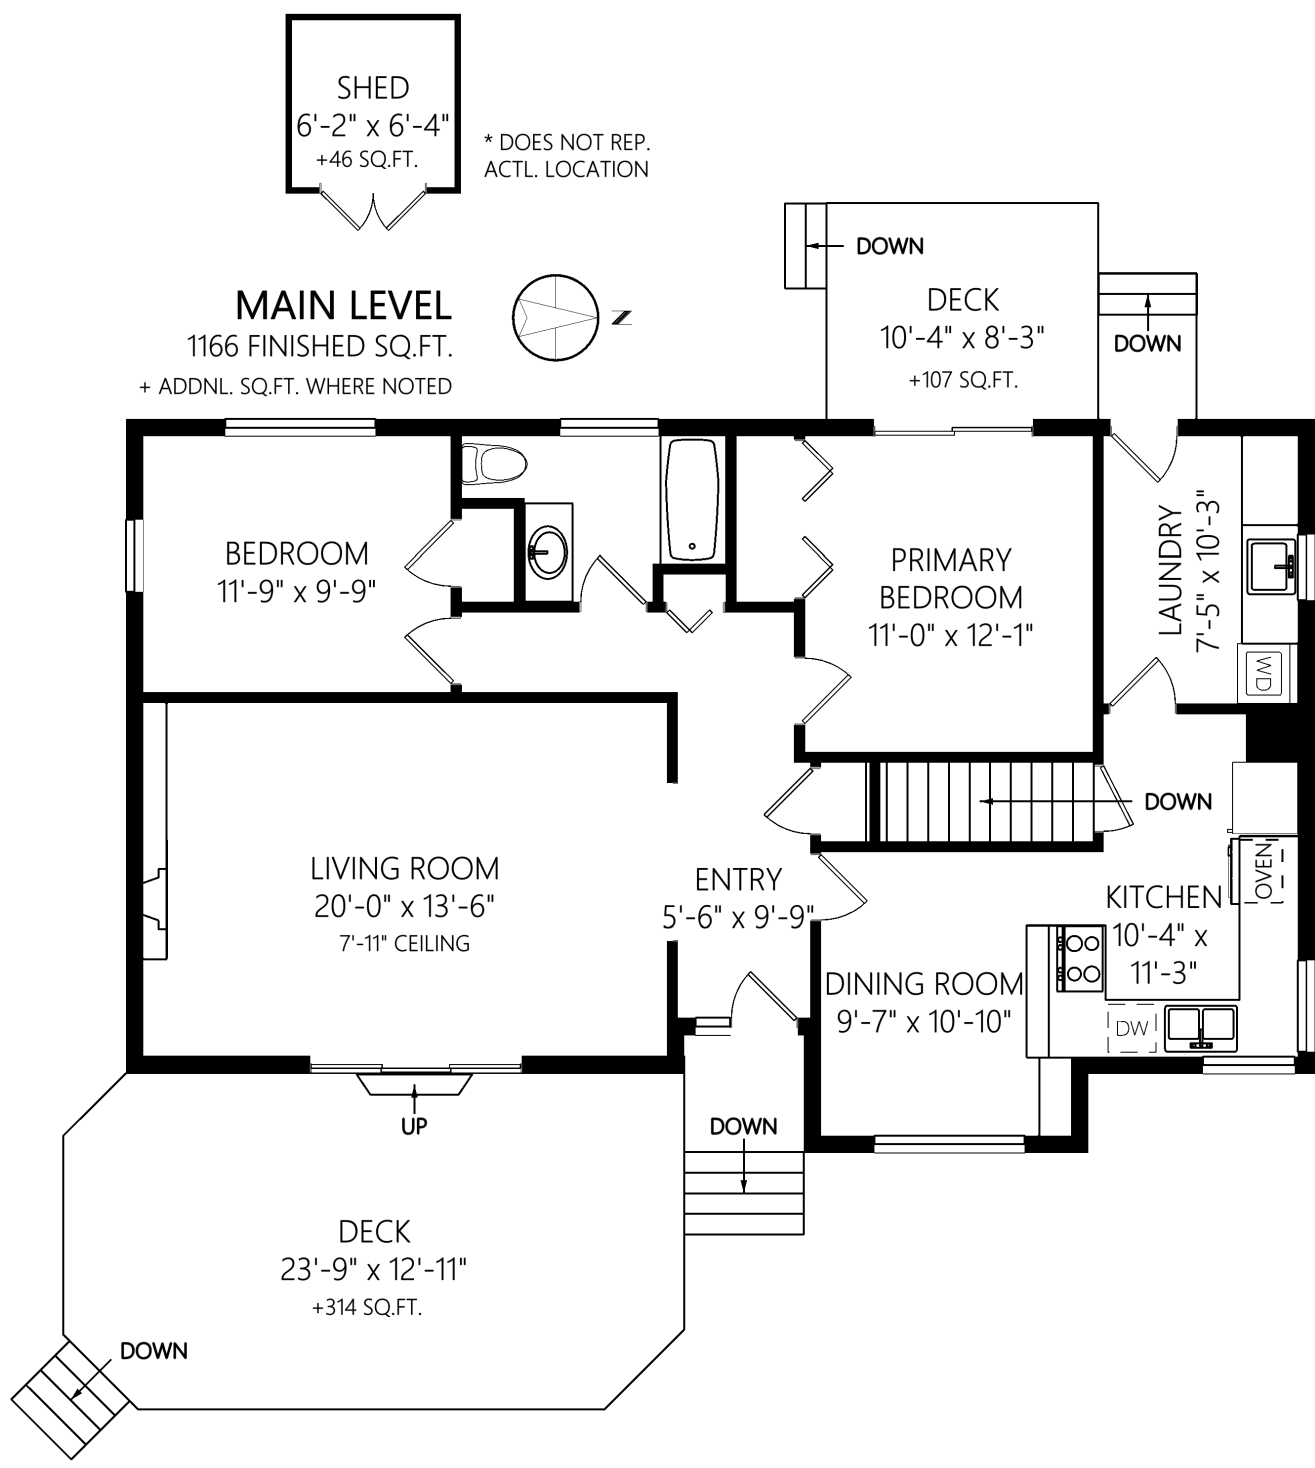 SHED
6'-2" x 6'-4"
+46 SQ.FT.
* DOES NOT REP.
ACTL. LOCATION
MAIN LEVEL
1166 FINISHED SQ.FT.
+ ADDNL. SQ.FT. WHERE NOTED
N
DOWN
DECK
10'-4" x 8'-3"
+107 SQ.FT.
DOWN
BEDROOM
11'-9" x 9'-9"
PRIMARY
BEDROOM
11'-0" x 12'-1"
LAUNDRY
7'-5" x 10'-3"
WD
DOWN
LIVING ROOM
20'-0" x 13'-6"
7'-11" CEILING
ENTRY
5'-6" x 9'-9"
OVEN
KITCHEN
10'-4" x
11'-3"
DINING ROOM
9'-7" x 10'-10"
DW
UP
DOWN
DECK
23'-9" x 12'-11"
+314 SQ.FT.
DOWN